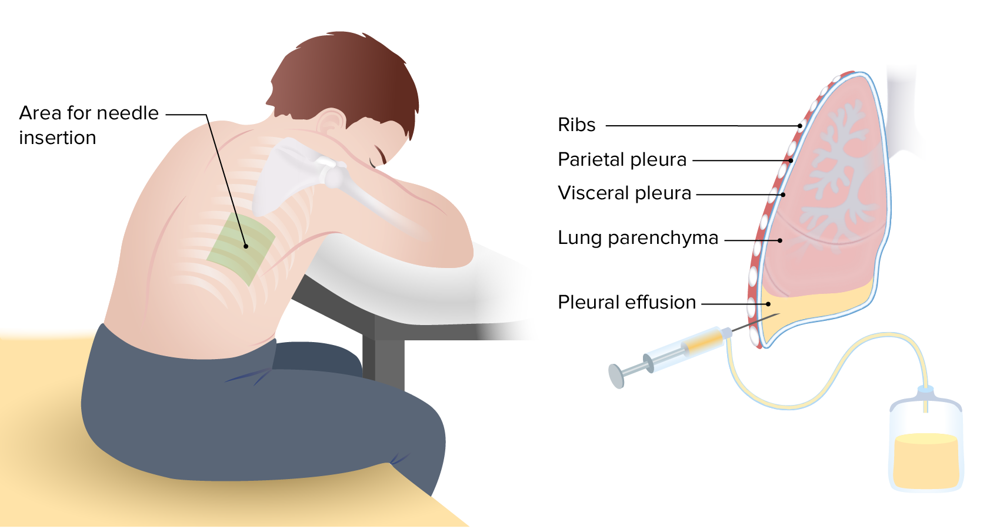 Area for needle
insertion
Ribs
Parietal pleura
Visceral pleura
Lung parenchyma
Pleural effusion